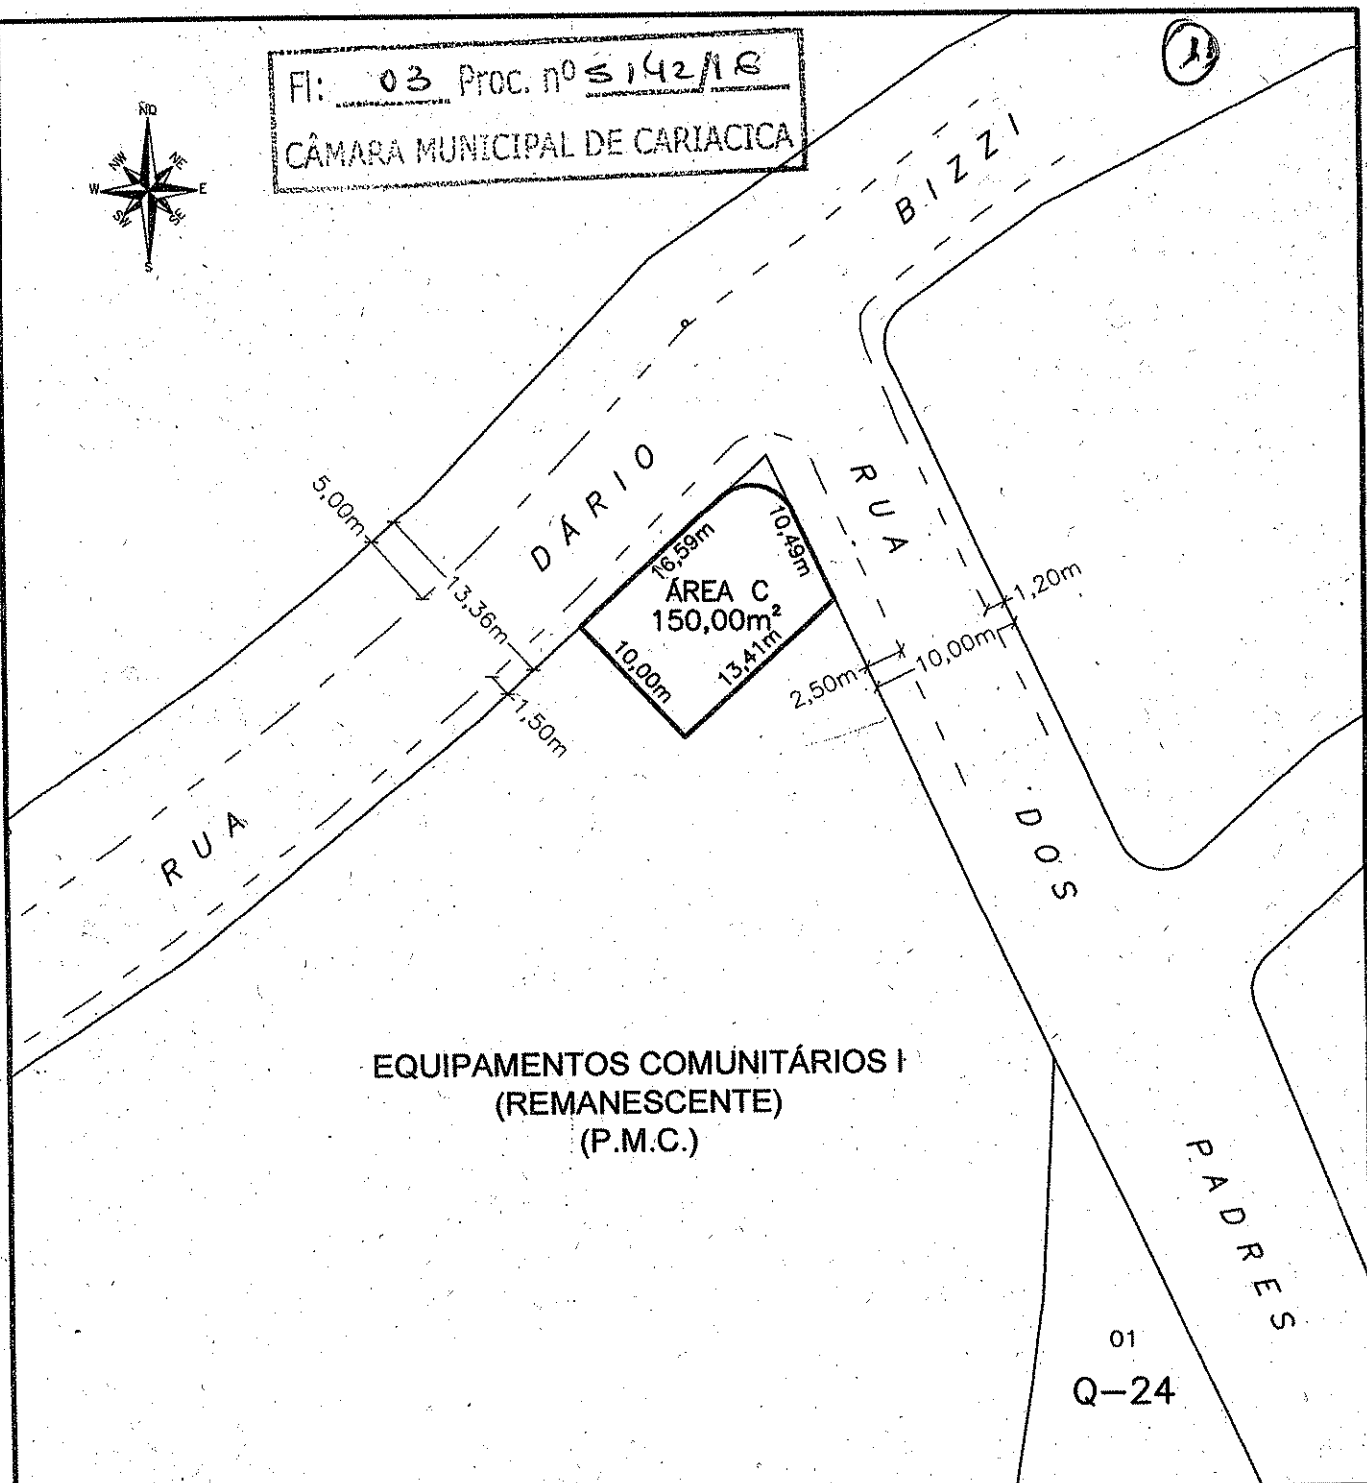 Fl: 03 Proc. nº 5142/18
CÂMARA MUNICIPAL DE CARIACICA
NO
NW
NE
W
E
SW
SE
S
RUA DÁRIO BIZZI
5,00m
13,36m
1,50m
16,59m
10,49m
ÁREA C
150,00m²
10,00m
13,41m
RUA DOS PADRES
1,20m
10,00m
2,50m
EQUIPAMENTOS COMUNITÁRIOS I
(REMANESCENTE)
(P.M.C.)
01
Q-24